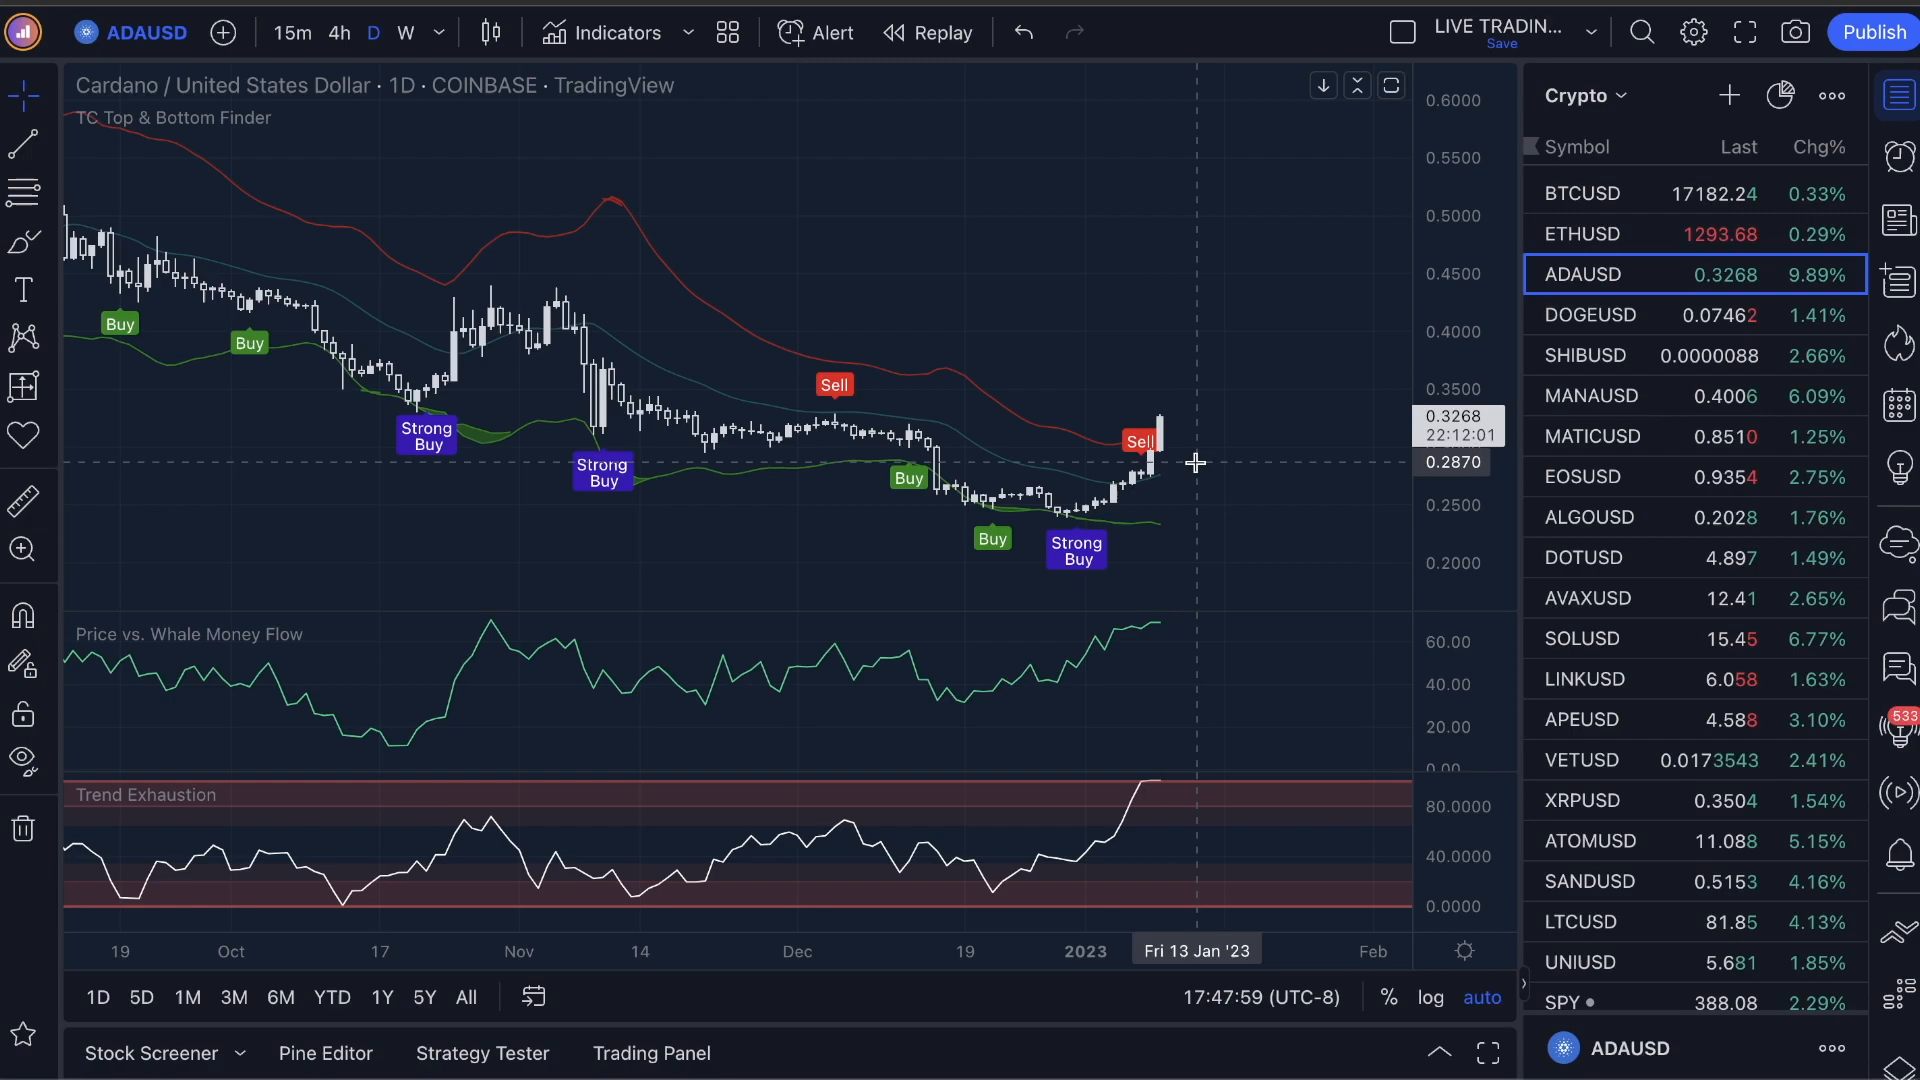 ADAUSD
15m 4h D W
Indicators
Alert
Replay
LIVE TRADIN...
Save
Publish
Cardano / United States Dollar · 1D · COINBASE · TradingView
TC Top & Bottom Finder
Buy
Buy
Strong
Buy
Strong
Buy
Sell
Buy
Buy
Strong
Buy
Sell
0.6000
0.5500
0.5000
0.4500
0.4000
0.3500
0.3268
22:12:01
0.2870
0.2500
0.2000
Price vs. Whale Money Flow
60.00
40.00
20.00
0.00
Trend Exhaustion
80.0000
40.0000
0.0000
19 Oct 17 Nov 14 Dec 19 2023 Fri 13 Jan '23 Feb
1D 5D 1M 3M 6M YTD 1Y 5Y All
17:47:59 (UTC-8) % log auto
Stock Screener Pine Editor Strategy Tester Trading Panel
Crypto
Symbol Last Chg%
BTCUSD 17182.24 0.33%
ETHUSD 1293.68 0.29%
ADAUSD 0.3268 9.89%
DOGEUSD 0.07462 1.41%
SHIBUSD 0.0000088 2.66%
MANAUSD 0.4006 6.09%
MATICUSD 0.8510 1.25%
EOSUSD 0.9354 2.75%
ALGOUSD 0.2028 1.76%
DOTUSD 4.897 1.49%
AVAXUSD 12.41 2.65%
SOLUSD 15.45 6.77%
LINKUSD 6.058 1.63%
APEUSD 4.588 3.10%
VETUSD 0.0173543 2.41%
XRPUSD 0.3504 1.54%
ATOMUSD 11.088 5.15%
SANDUSD 0.5153 4.16%
LTCUSD 81.85 4.13%
UNIUSD 5.681 1.85%
SPY 388.08 2.29%
ADAUSD
533